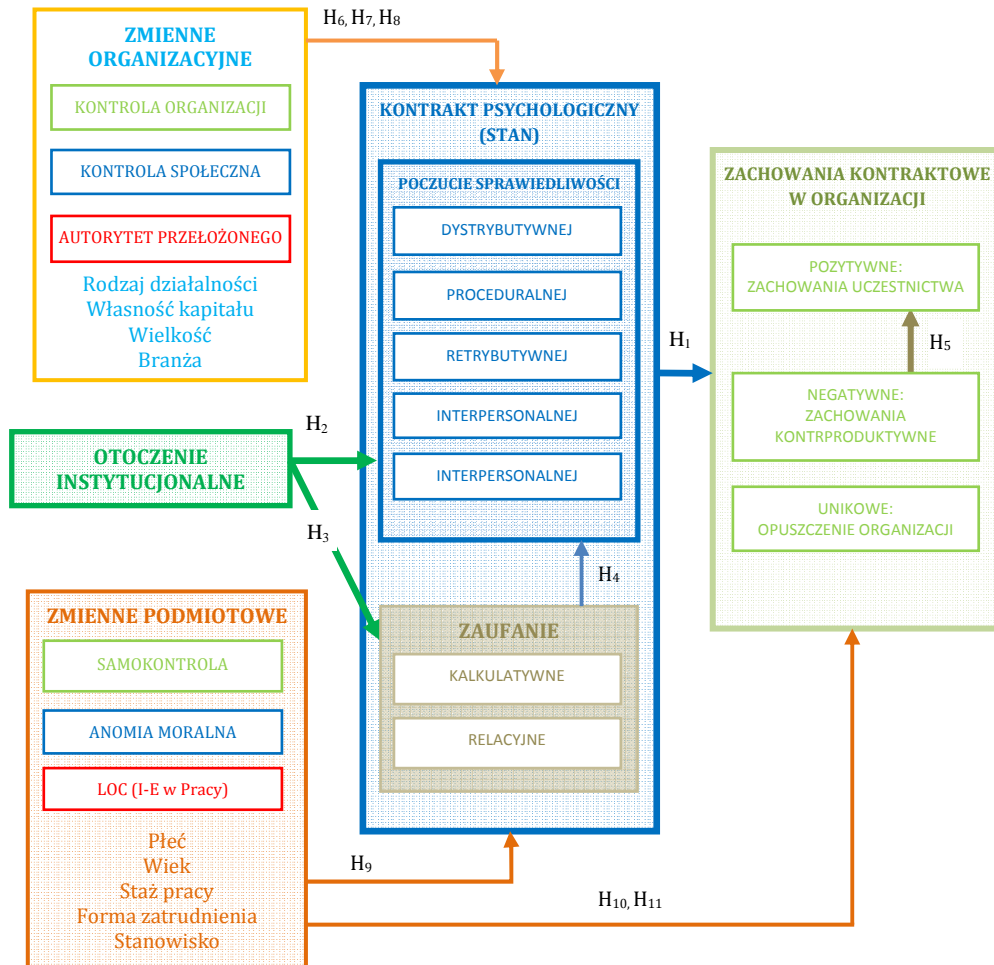 H6, H7, H8
ZMIENNE
ORGANIZACYJNE
KONTROLA ORGANIZACJI
KONTROLA SPOŁECZNA
AUTORYTET PRZEŁOŻONEGO
Rodzaj działalności
Własność kapitału
Wielkość
Branża
KONTRAKT PSYCHOLOGICZNY
(STAN)
POCZUCIE SPRAWIEDLIWOŚCI
DYSTRYBUTYWNEJ
PROCEDURALNEJ
RETRYBUTYWNEJ
INTERPERSONALNEJ
INTERPERSONALNEJ
H1
ZACHOWANIA KONTRAKTOWE
W ORGANIZACJI
POZYTYWNE:
ZACHOWANIA UCZESTNICTWA
H5
NEGATYWNE:
ZACHOWANIA
KONTRPRODUKTYWNE
UNIKOWE:
OPUSZCZENIE ORGANIZACJI
H2
OTOCZENIE
INSTYTUCJONALNE
H3
H4
ZAUFANIE
KALKULATYWNE
RELACYJNE
ZMIENNE PODMIOTOWE
SAMOKONTROLA
ANOMIA MORALNA
LOC (I-E w Pracy)
Płeć
Wiek
Staż pracy
Forma zatrudnienia
Stanowisko
H9
H10, H11